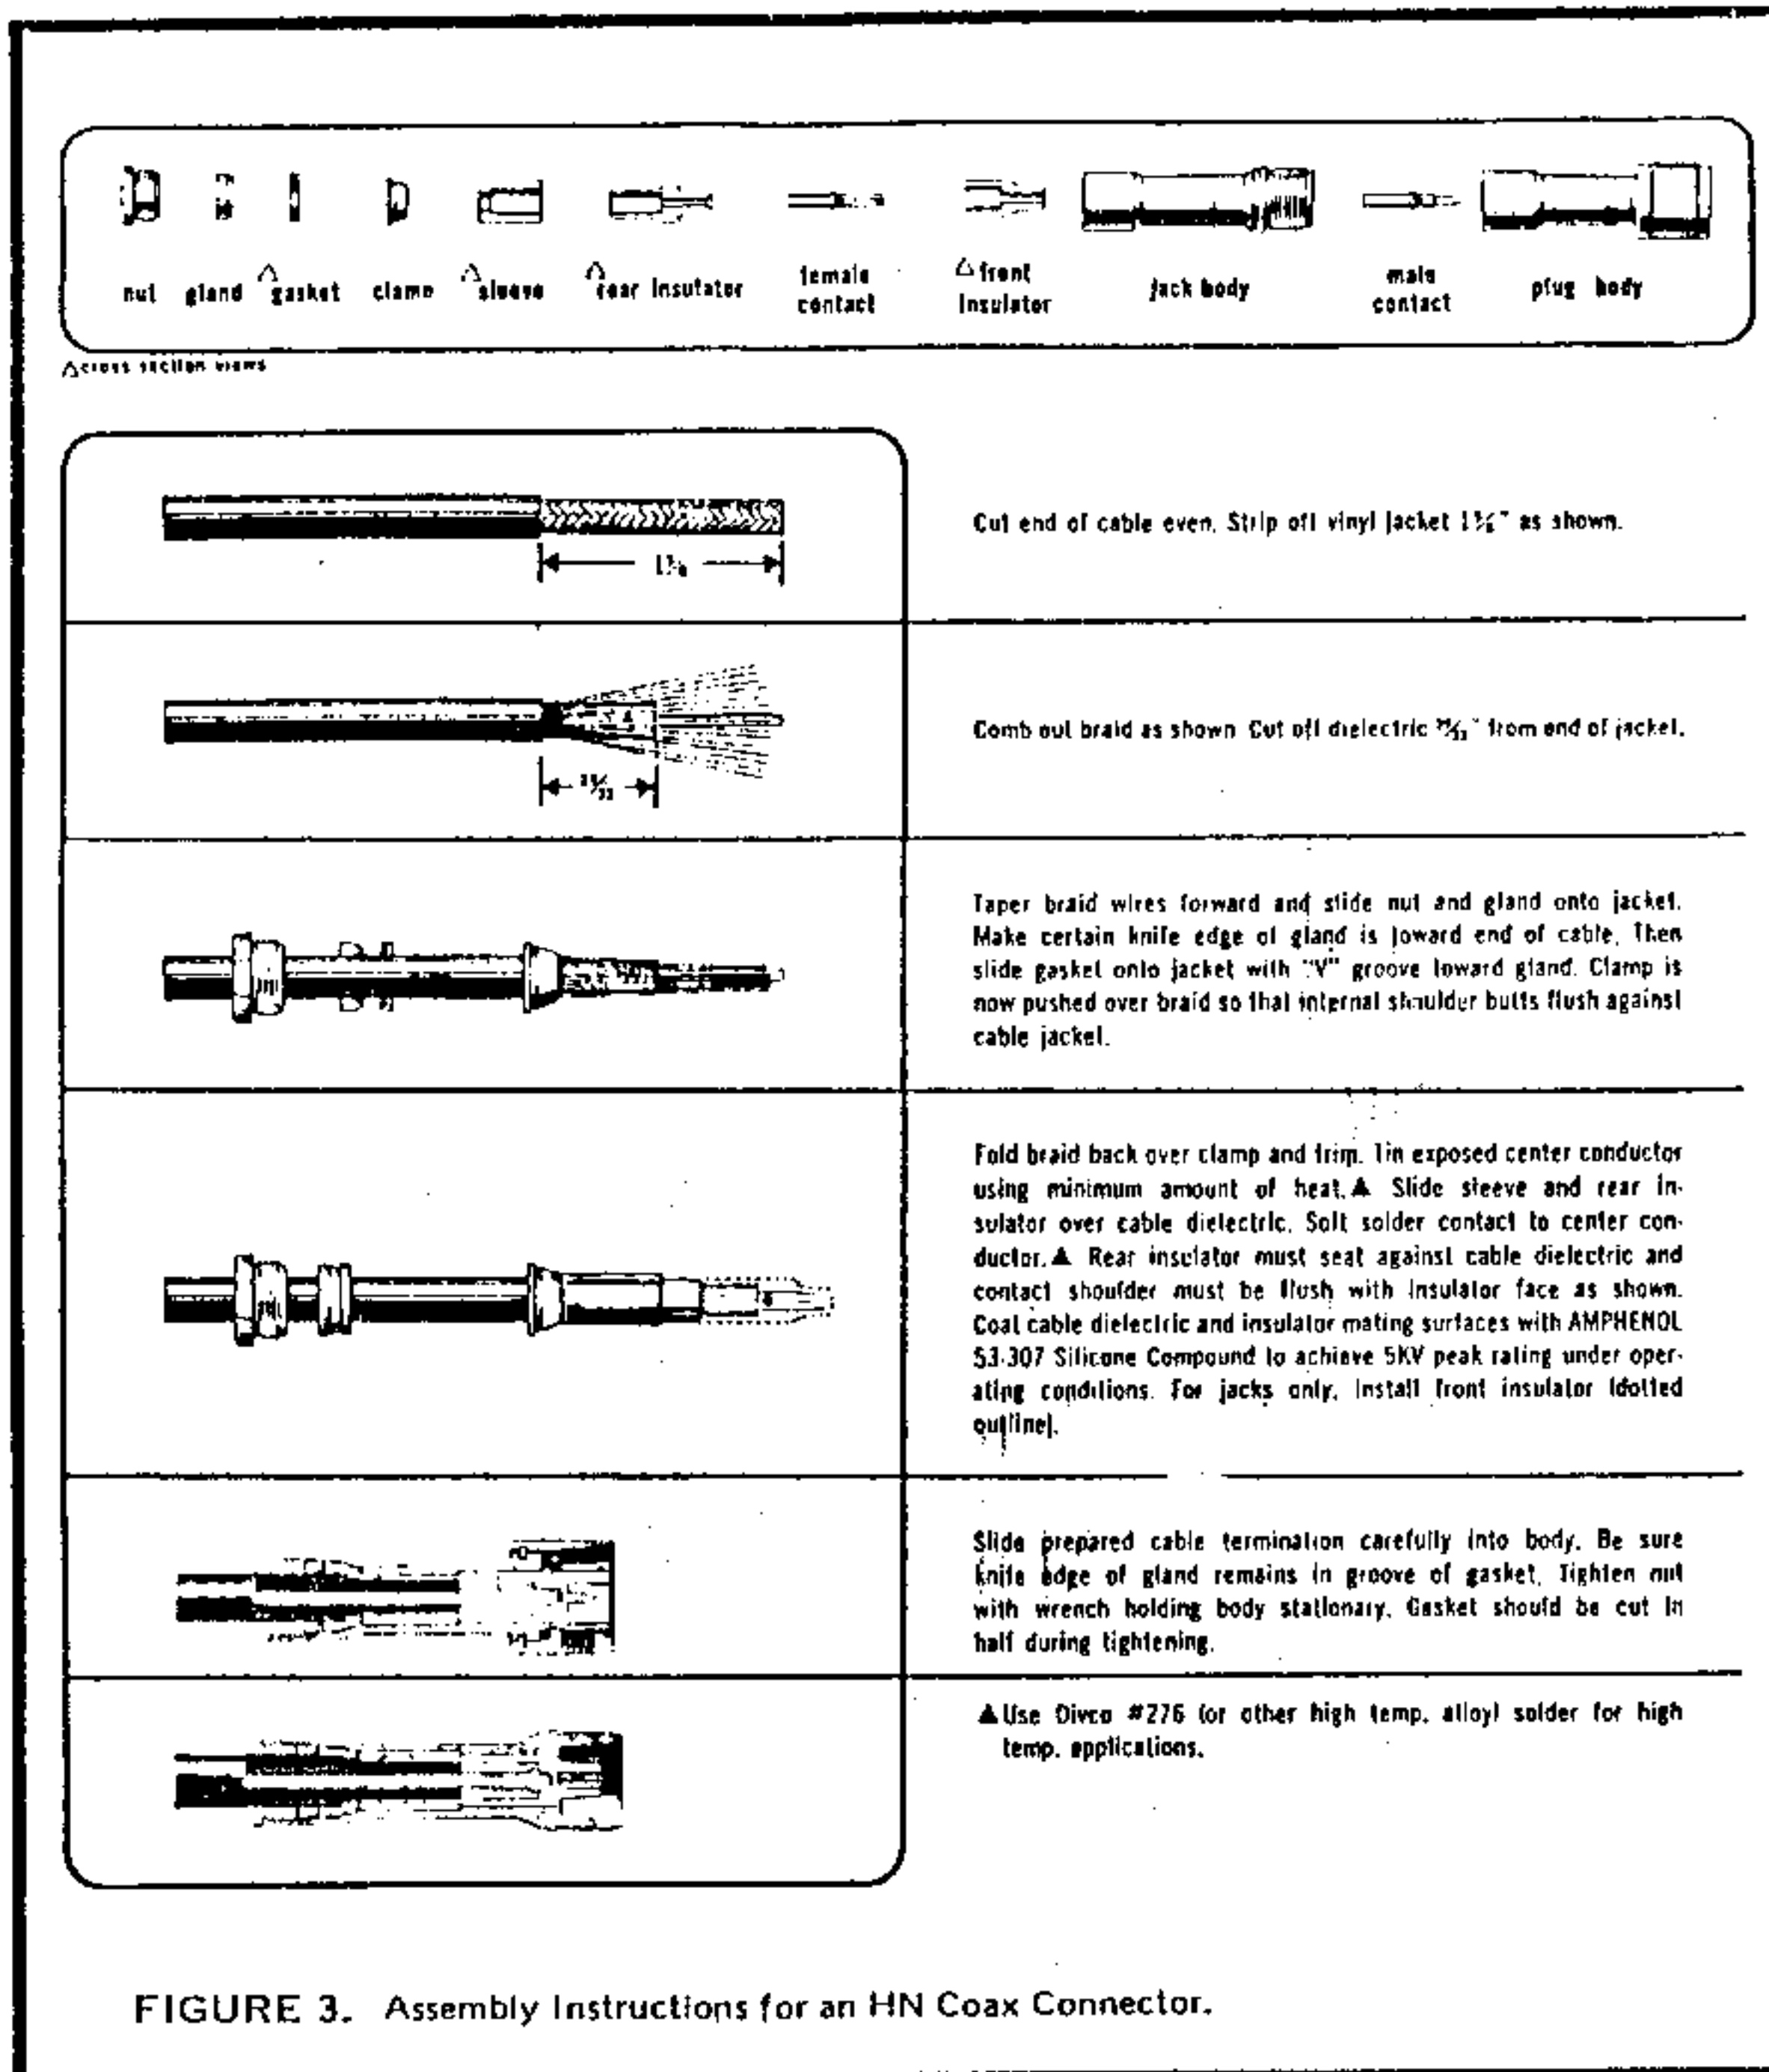 nut gland △gasket clamp △sleeve △rear insulator female contact △front insulator jack body male contact plug body
△cross section views
Cut end of cable even. Strip off vinyl jacket as shown.
Comb out braid as shown. Cut off dielectric from end of jacket.
Taper braid wires forward and slide nut and gland onto jacket.
Make certain knife edge of gland is toward end of cable. Then
slide gasket onto jacket with "V" groove toward gland. Clamp is
now pushed over braid so that internal shoulder butts flush against
cable jacket.
Fold braid back over clamp and trim. Tin exposed center conductor
using minimum amount of heat.▲ Slide sleeve and rear in-
sulator over cable dielectric. Soft solder contact to center con-
ductor.▲ Rear insulator must seat against cable dielectric and
contact shoulder must be flush with insulator face as shown.
Coat cable dielectric and insulator mating surfaces with AMPHENOL
53-307 Silicone Compound to achieve 5KV peak rating under oper-
ating conditions. For jacks only, install front insulator (dotted
outline).
Slide prepared cable termination carefully into body. Be sure
knife edge of gland remains in groove of gasket. Tighten nut
with wrench holding body stationary. Gasket should be cut in
half during tightening.
▲Use Divco #276 (or other high temp. alloy) solder for high
temp. applications.
FIGURE 3. Assembly Instructions for an HN Coax Connector.